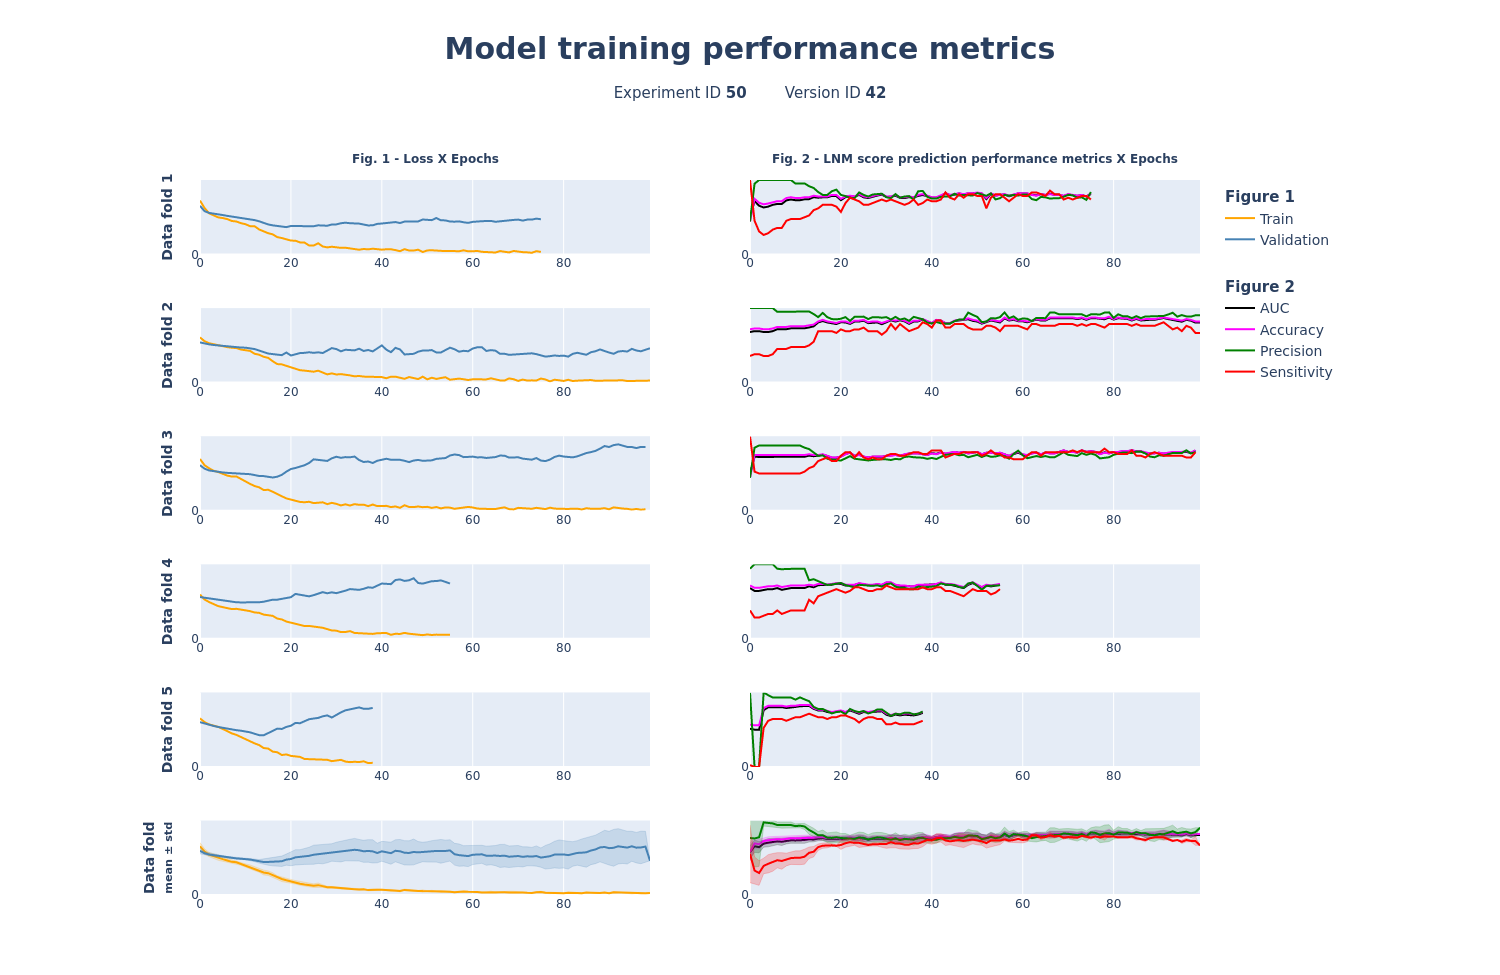 Model training performance metrics
Experiment ID 50 Version ID 42
Fig. 1 - Loss X Epochs
Fig. 2 - LNM score prediction performance metrics X Epochs
Data fold 1
0
0 20 40 60 80
0
0 20 40 60 80
Figure 1
Train
Validation
Figure 2
AUC
Accuracy
Precision
Sensitivity
Data fold 2
0
0 20 40 60 80
0
0 20 40 60 80
Data fold 3
0
0 20 40 60 80
0
0 20 40 60 80
Data fold 4
0
0 20 40 60 80
0
0 20 40 60 80
Data fold 5
0
0 20 40 60 80
0
0 20 40 60 80
Data fold
mean ± std
0
0 20 40 60 80
0
0 20 40 60 80